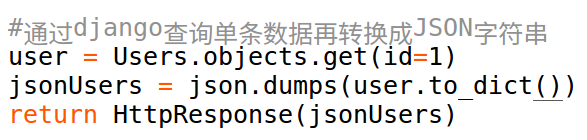 #通过django查询单条数据再转换成JSON字符串
user = Users.objects.get(id=1)
jsonUsers = json.dumps(user.to_dict())
return HttpResponse(jsonUsers)